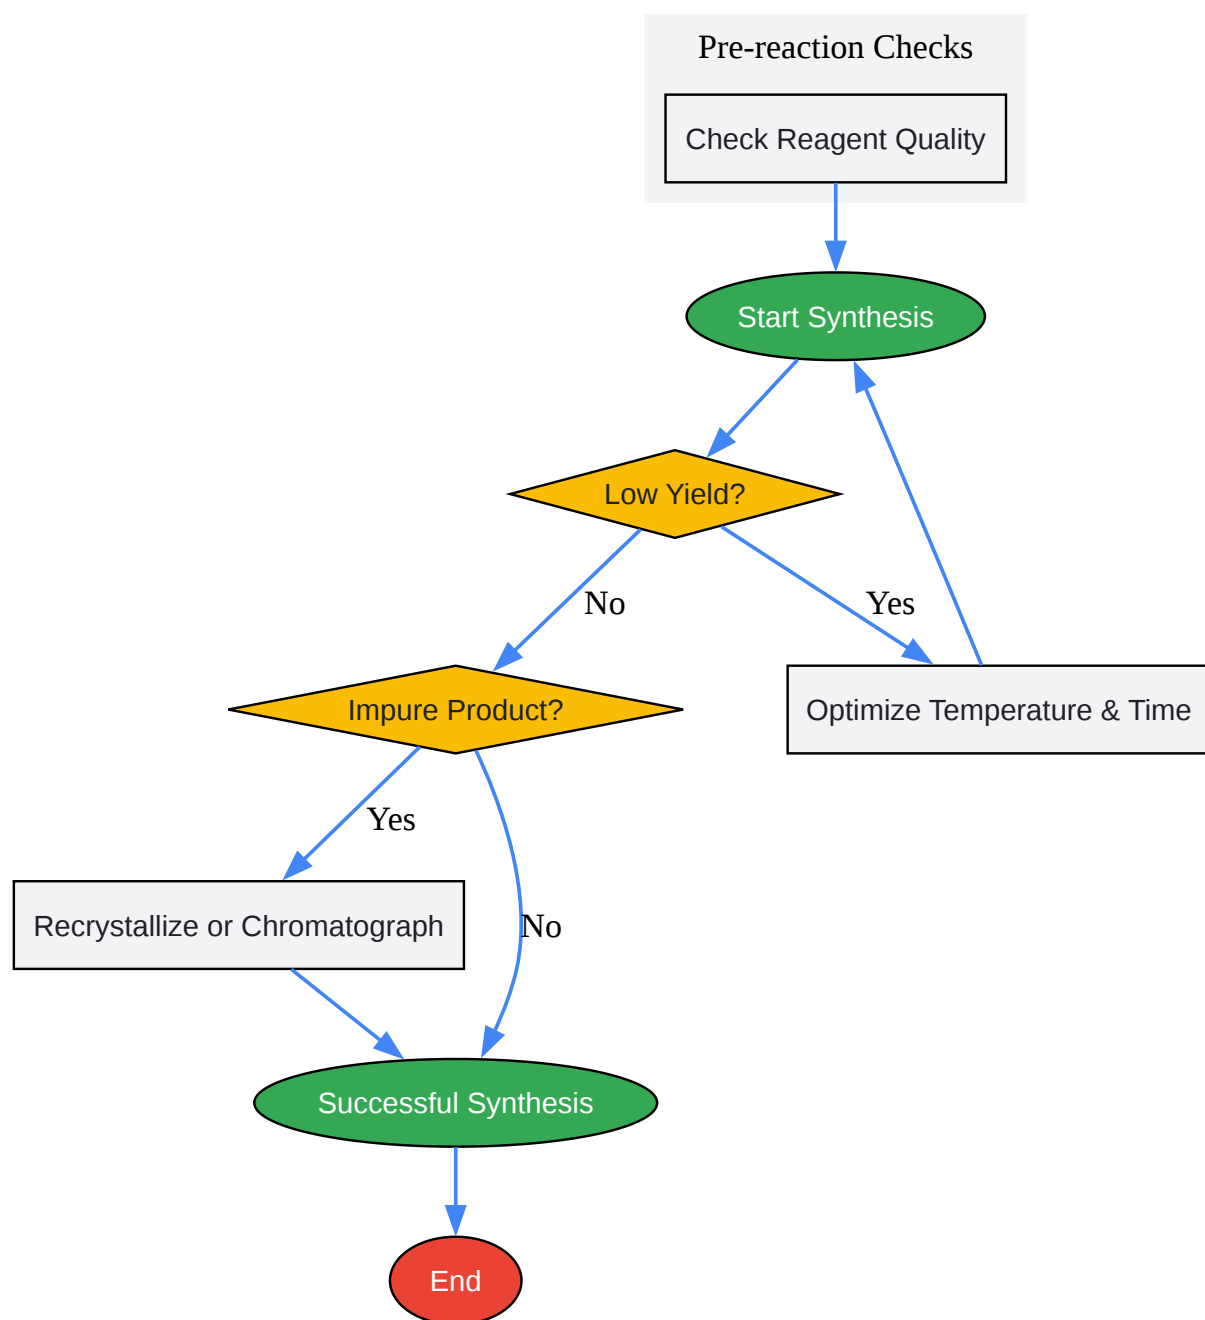 Pre-reaction Checks
Check Reagent Quality
Start Synthesis
Low Yield?
No
Yes
Impure Product?
Optimize Temperature & Time
Yes
Recrystallize or Chromatograph
No
Successful Synthesis
End